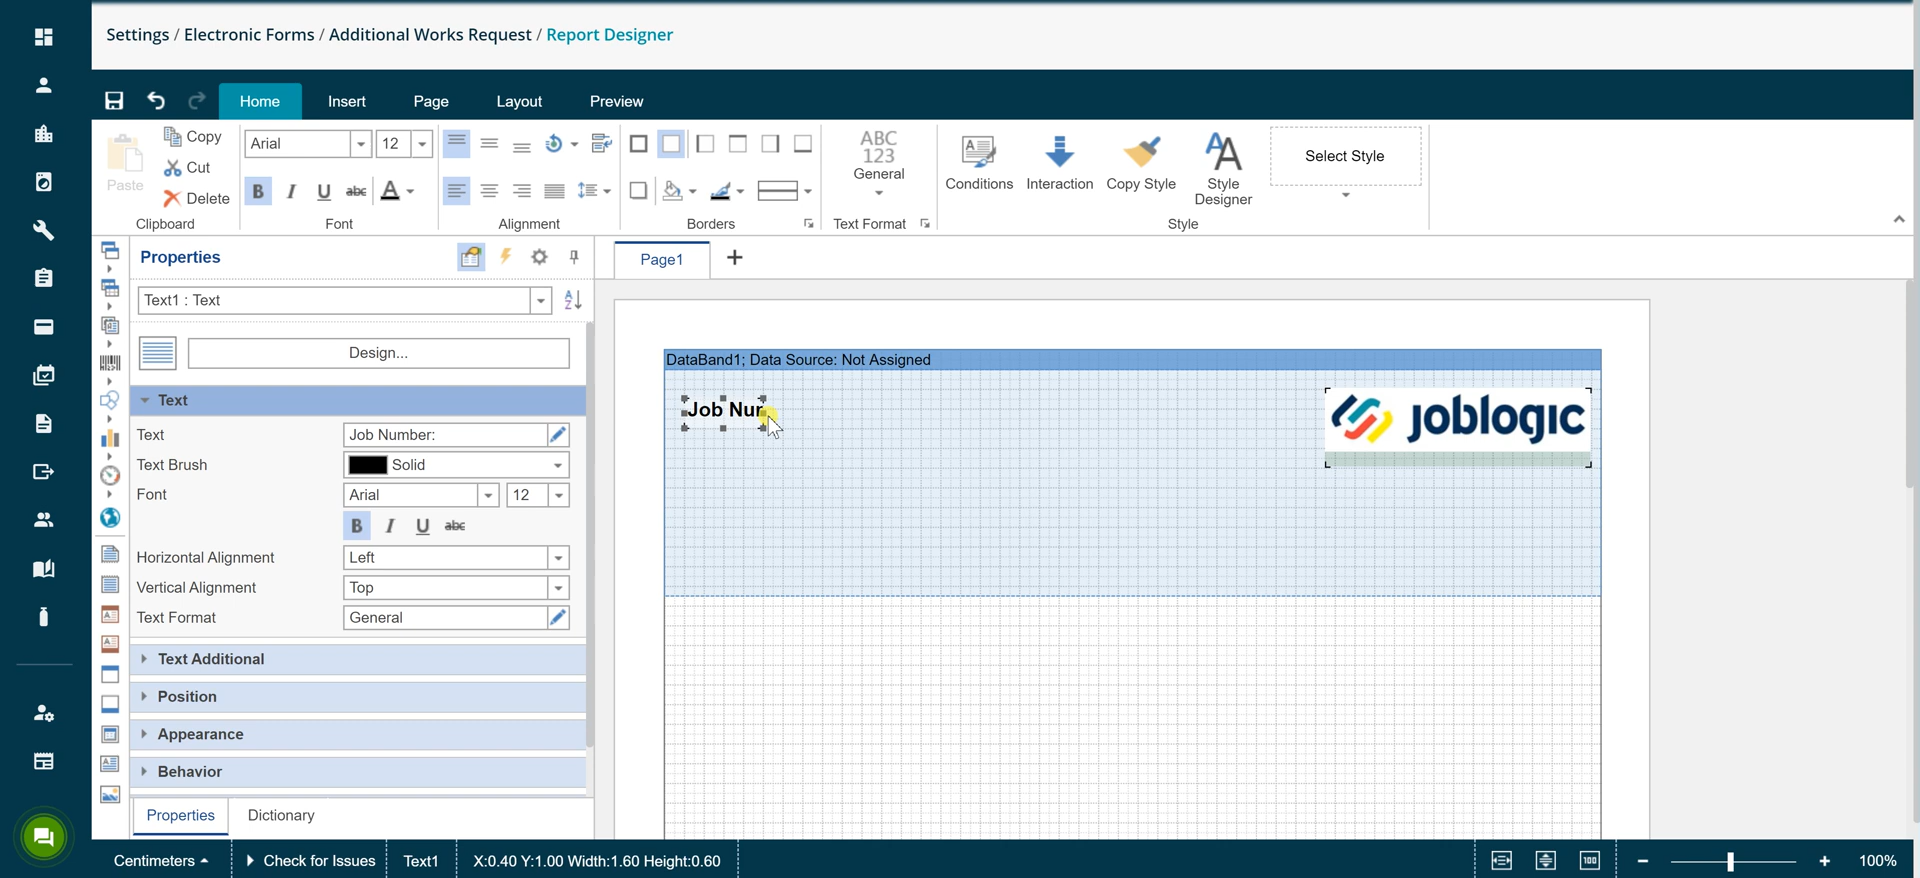 Settings / Electronic Forms / Additional Works Request / Report Designer
Home Insert Page Layout Preview
Paste
Copy
Cut
Delete
Clipboard
Arial 12
B I U abc A
Font
Alignment
Borders
ABC
123
General
Text Format
Conditions
Interaction
Copy Style
Style
Designer
Select Style
Style
Properties
Text1 : Text
A
Z
Design...
Text
Text Job Number:
Text Brush Solid
Font Arial 12
B I U abc
Horizontal Alignment Left
Vertical Alignment Top
Text Format General
Text Additional
Position
Appearance
Behavior
Properties Dictionary
Page1 +
DataBand1; Data Source: Not Assigned
Job Nur
joblogic
Centimeters Check for Issues Text1 X:0.40 Y:1.00 Width:1.60 Height:0.60 100 - + 100%